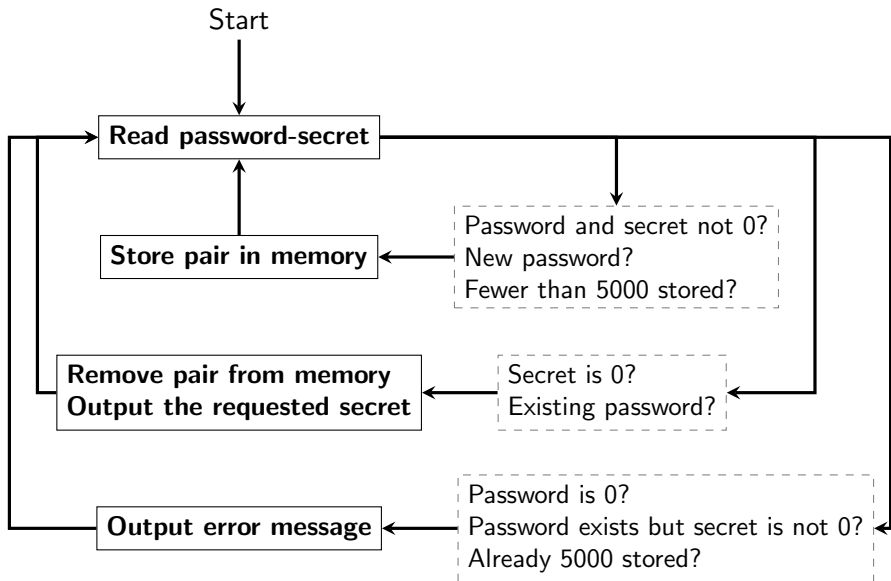 Start
Read password-secret
Password and secret not 0?
New password?
Fewer than 5000 stored?
Store pair in memory
Remove pair from memory
Output the requested secret
Secret is 0?
Existing password?
Password is 0?
Password exists but secret is not 0?
Already 5000 stored?
Output error message